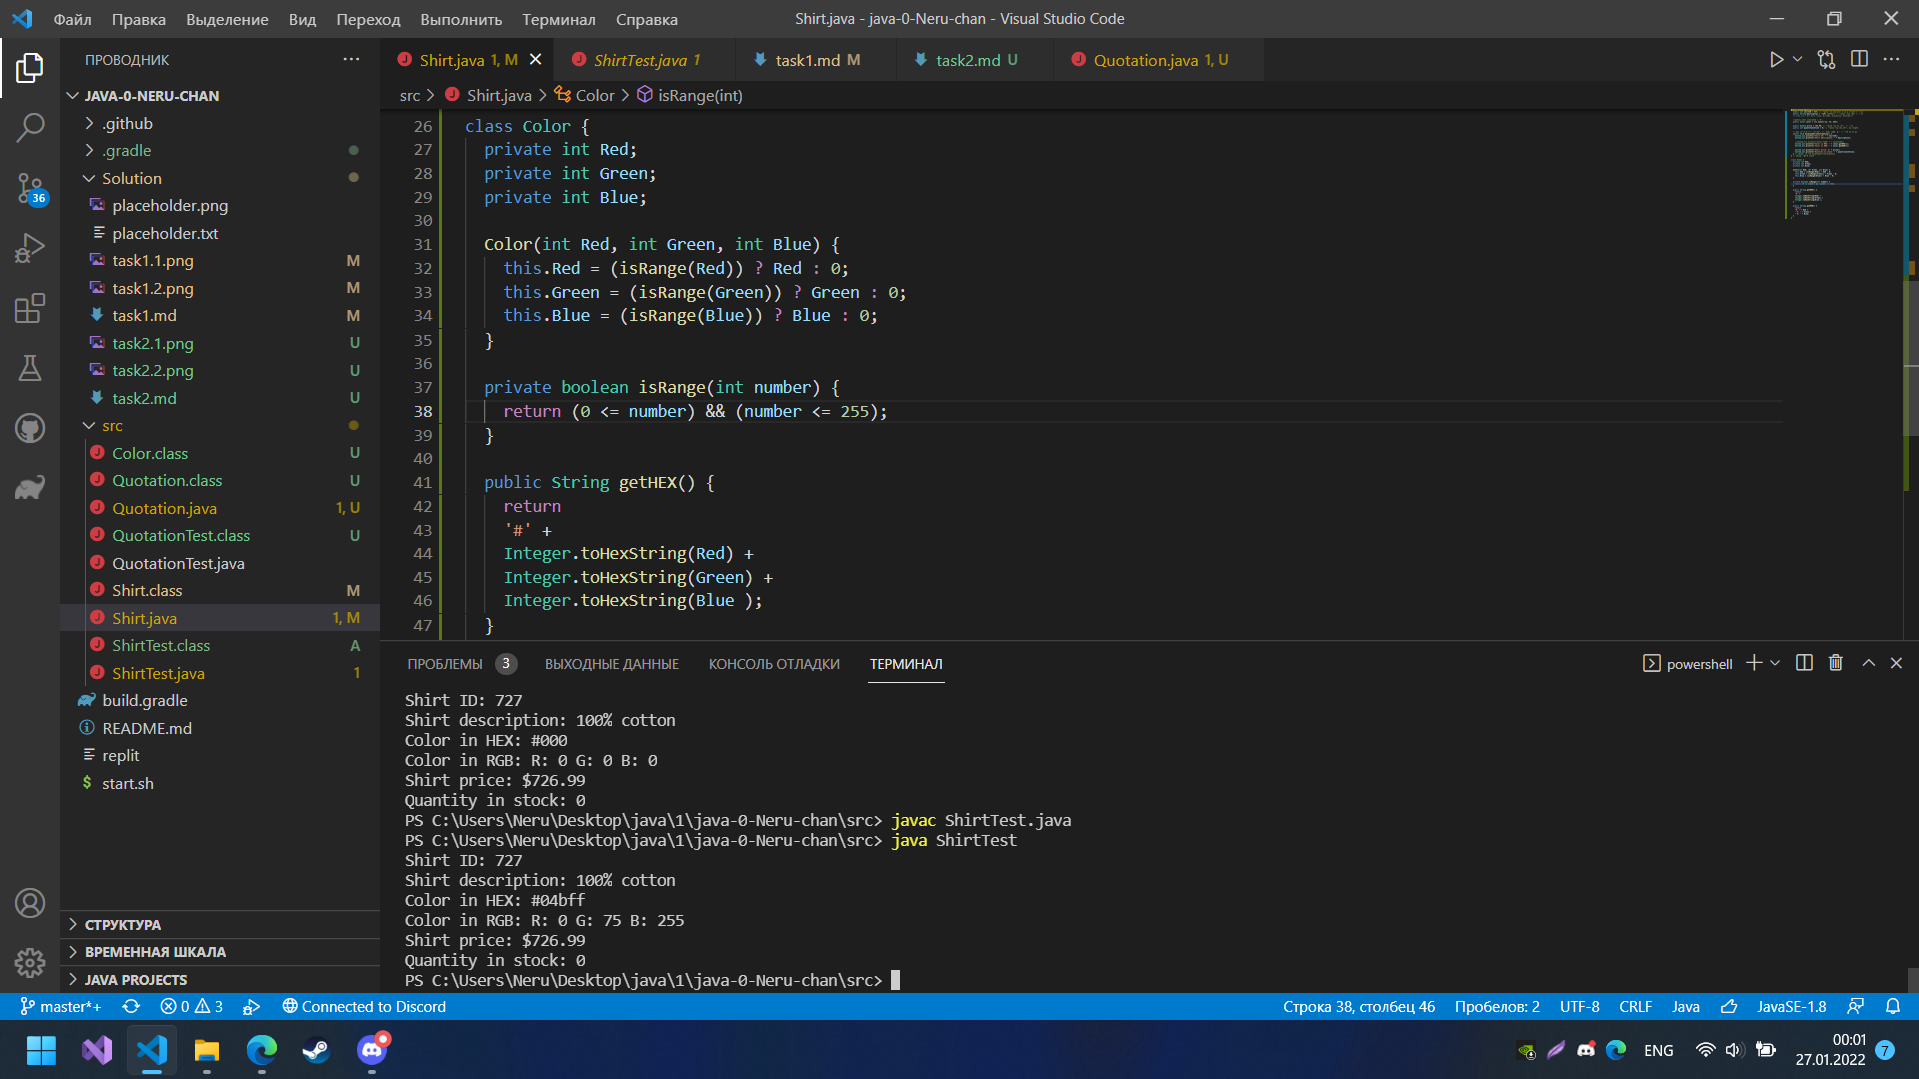 Файл Правка Выделение Вид Переход Выполнить Терминал Справка
Shirt.java - java-0-Neru-chan - Visual Studio Code
ПРОВОДНИК
JAVA-0-NERU-CHAN
.github
.gradle
Solution
placeholder.png
placeholder.txt
task1.1.png M
task1.2.png M
task1.md M
task2.1.png U
task2.2.png U
task2.md U
src
Color.class U
Quotation.class U
Quotation.java 1, U
QuotationTest.class U
QuotationTest.java
Shirt.class M
Shirt.java 1, M
ShirtTest.class A
ShirtTest.java 1
build.gradle
README.md
replit
start.sh
СТРУКТУРА
ВРЕМЕННАЯ ШКАЛА
JAVA PROJECTS
36
Shirt.java 1, M
ShirtTest.java 1
task1.md M
task2.md U
Quotation.java 1, U
src > Shirt.java > Color > isRange(int)
26 class Color {
27 private int Red;
28 private int Green;
29 private int Blue;
30
31 Color(int Red, int Green, int Blue) {
32 this.Red = (isRange(Red)) ? Red : 0;
33 this.Green = (isRange(Green)) ? Green : 0;
34 this.Blue = (isRange(Blue)) ? Blue : 0;
35 }
36
37 private boolean isRange(int number) {
38 return (0 <= number) && (number <= 255);
39 }
40
41 public String getHEX() {
42 return
43 '#' +
44 Integer.toHexString(Red) +
45 Integer.toHexString(Green) +
46 Integer.toHexString(Blue );
47 }
ПРОБЛЕМЫ 3 ВЫХОДНЫЕ ДАННЫЕ КОНСОЛЬ ОТЛАДКИ ТЕРМИНАЛ
powershell
Shirt ID: 727
Shirt description: 100% cotton
Color in HEX: #000
Color in RGB: R: 0 G: 0 B: 0
Shirt price: $726.99
Quantity in stock: 0
PS C:\Users\Neru\Desktop\java\1\java-0-Neru-chan\src> javac ShirtTest.java
PS C:\Users\Neru\Desktop\java\1\java-0-Neru-chan\src> java ShirtTest
Shirt ID: 727
Shirt description: 100% cotton
Color in HEX: #04bff
Color in RGB: R: 0 G: 75 B: 255
Shirt price: $726.99
Quantity in stock: 0
PS C:\Users\Neru\Desktop\java\1\java-0-Neru-chan\src>
master*+ 0 3 Connected to Discord
Строка 38, столбец 46 Пробелов: 2 UTF-8 CRLF Java JavaSE-1.8
ENG
00:01
27.01.2022
7